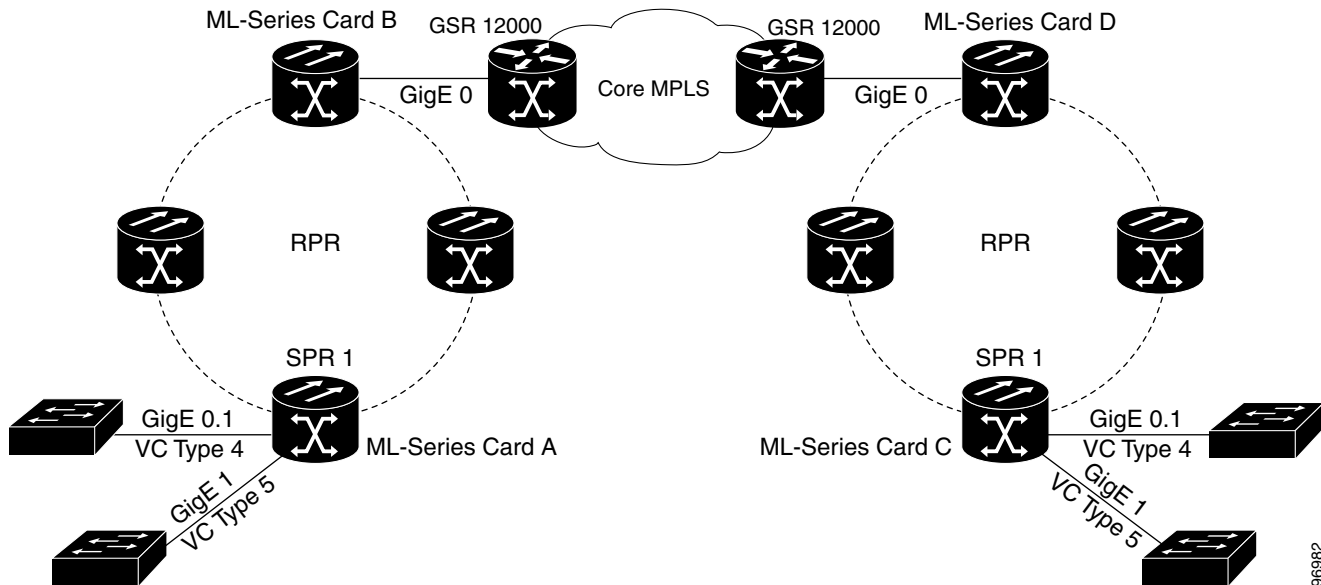 ML-Series Card B
GSR 12000
GSR 12000
ML-Series Card D
GigE 0
Core MPLS
GigE 0
RPR
RPR
SPR 1
SPR 1
GigE 0.1
VC Type 4
ML-Series Card A
ML-Series Card C
GigE 0.1
VC Type 4
GigE 1
VC Type 5
GigE 1
VC Type 5
96982